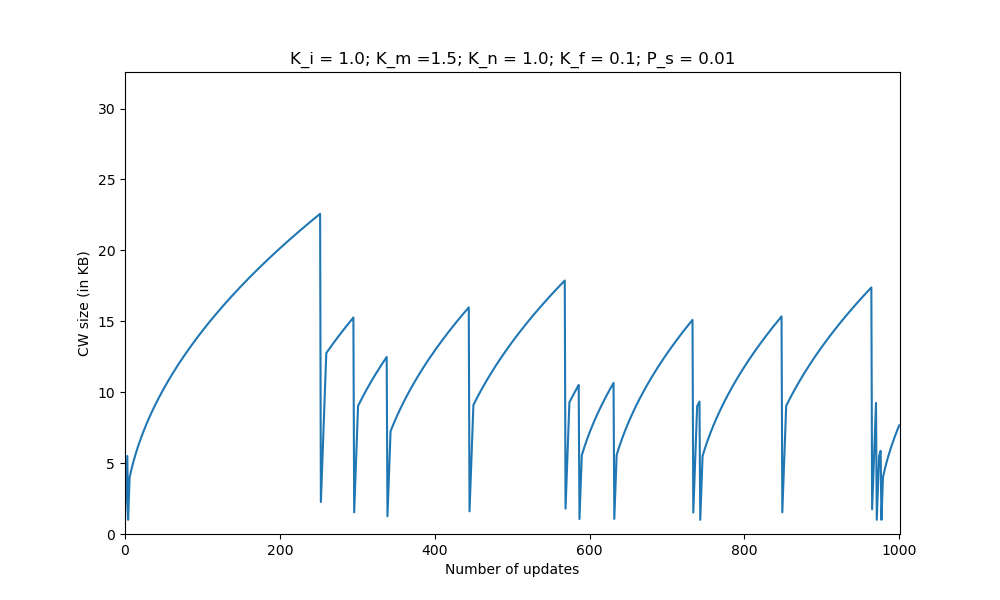 K_i = 1.0; K_m =1.5; K_n = 1.0; K_f = 0.1; P_s = 0.01
30
25
20
15
10
5
0
CW size (in KB)
0 200 400 600 800 1000
Number of updates